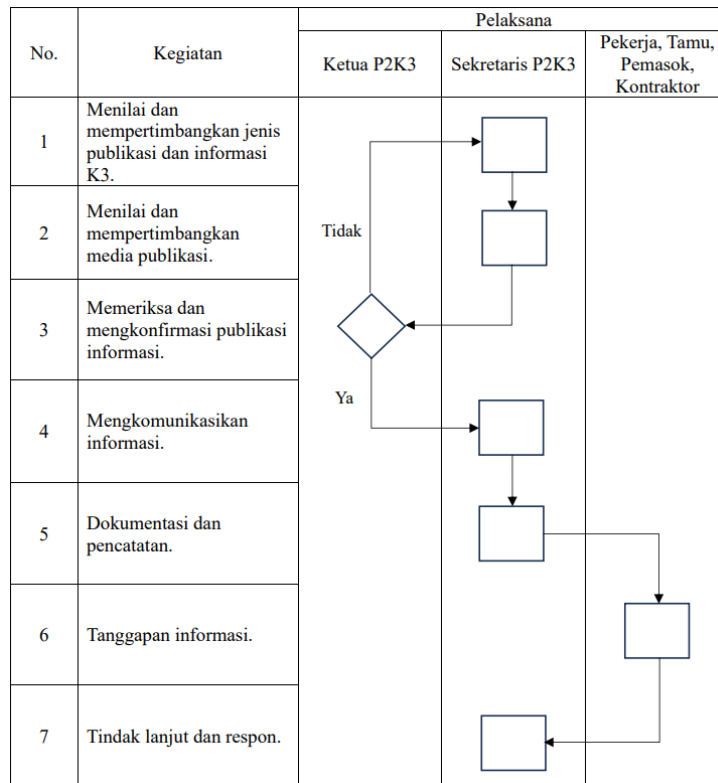 No.
Kegiatan
Pelaksana
Ketua P2K3
Sekretaris P2K3
Pekerja, Tamu,
Pemasok,
Kontraktor
1
Menilai dan
mempertimbangkan jenis
publikasi dan informasi
K3.
2
Menilai dan
mempertimbangkan
media publikasi.
Tidak
3
Memeriksa dan
mengkonfirmasi publikasi
informasi.
Ya
4
Mengkomunikasikan
informasi.
5
Dokumentasi dan
pencatatan.
6
Tanggapan informasi.
7
Tindak lanjut dan respon.